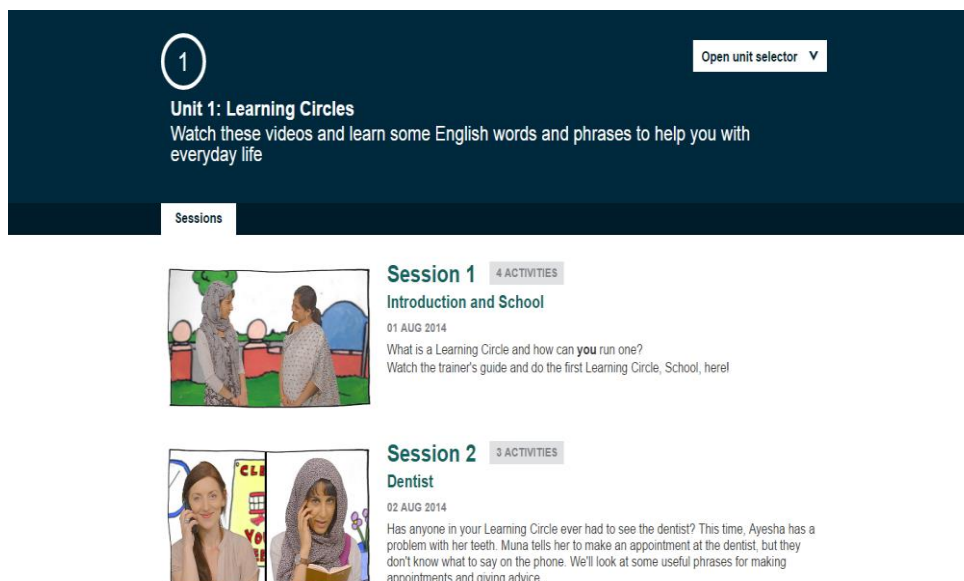 1
Open unit selector
Unit 1: Learning Circles
Watch these videos and learn some English words and phrases to help you with
everyday life
Sessions
Session 1 4 ACTIVITIES
Introduction and School
01 AUG 2014
What is a Learning Circle and how can you run one?
Watch the trainer's guide and do the first Learning Circle, School, here!
Session 2 3 ACTIVITIES
Dentist
02 AUG 2014
Has anyone in your Learning Circle ever had to see the dentist? This time, Ayesha has a
problem with her teeth. Muna tells her to make an appointment at the dentist, but they
don't know what to say on the phone. We'll look at some useful phrases for making
appointments and giving advice.